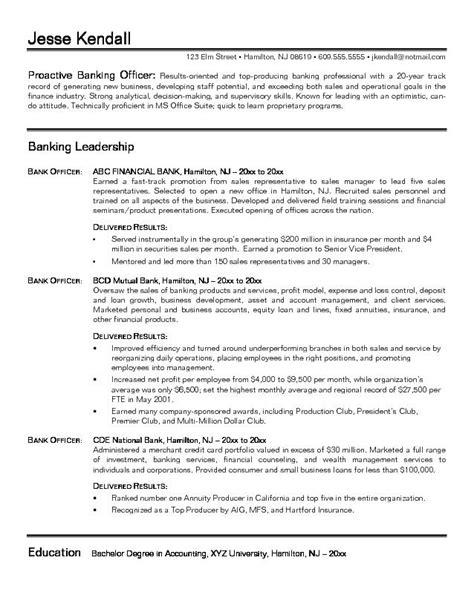 Jesse Kendall
123 Elm Street • Hamilton, NJ 08619 • 609.555.5555 • jkendall@notmail.com
Proactive Banking Officer: Results-oriented and top-producing banking professional with a 20-year track
record of generating new business, developing staff potential, and exceeding both sales and operational goals in the
finance industry. Strong analytical, decision-making, and supervisory skills. Known for leading with an optimistic, can-
do attitude. Technically proficient in MS Office Suite; quick to learn proprietary programs.
Banking Leadership
BANK OFFICER: ABC FINANCIAL BANK, Hamilton, NJ – 20xx to 20xx
Earned a fast-track promotion from sales representative to sales manager to lead five sales
representatives. Selected to open a new office in Hamilton, NJ. Recruited sales personnel and
trained on all aspects of the business. Developed and delivered field training sessions and financial
seminars/product presentations. Executed opening of offices across the nation.
DELIVERED RESULTS:
• Served instrumentally in the group's generating $200 million in insurance per month and $4
million in securities sales per month. Earned a promotion to Senior Vice President.
• Mentored and led more than 150 sales representatives and 30 managers.
BANK OFFICER: BCD Mutual Bank, Hamilton, NJ – 20xx to 20xx
Oversaw the sales of banking products and services, profit model, expense and loss control, deposit
and loan growth, business development, asset and account management, and client services.
Marketed personal and business accounts, equity loans and lines, fixed annuities, insurance, and
other financial products.
DELIVERED RESULTS:
• Improved efficiency and turned around underperforming branches in both sales and service by
reorganizing operations, placing employees in the right positions, and promoting
empowerment while making employees accountable.
• Increased net profit per employee from $4,000 to $9,500 per month, while organization
average was only $6,500; set the highest monthly average and regional record of $27,500 per
FTE in May 2001.
• Earned many company-sponsored awards, including Production Club, President's Club,
Premier Club, and Multi-Million Dollar Club.
BANK OFFICER: CDE National Bank, Hamilton, NJ – 20xx to 20xx
Administered a merchant credit card portfolio valued in excess of $30 million. Marketed a full range
of investment, banking services, financial counseling, and wealth management services to
individuals and corporations. Provided consumer and small business loans for less than $100,000.
DELIVERED RESULTS:
• Ranked number one Annuity Producer in California and top five in the organization.
• Recognized as a Top Producer by AIG, MFS, and Hartford Insurance.
Education Bachelor Degree in Accounting, XYZ University, Hamilton, NJ – 20xx